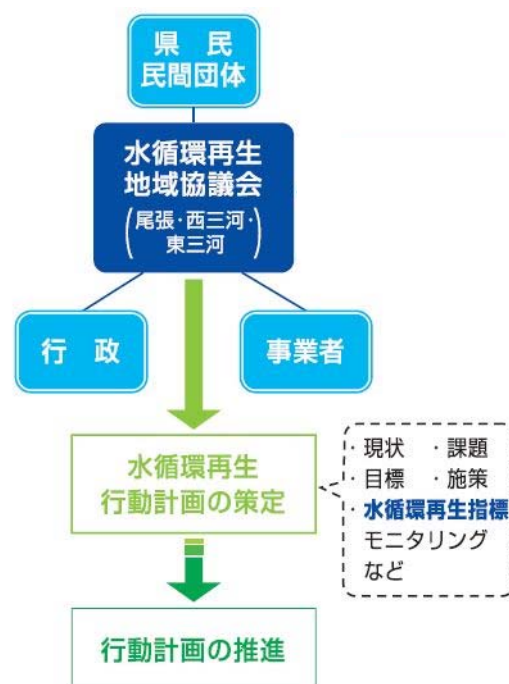 県 民
民間団体
水循環再生
地域協議会
(尾張・西三河・
東三河)
行 政
事業者
水循環再生
行動計画の策定
・現状 ・課題
・目標 ・施策
・水循環再生指標
モニタリング
など
行動計画の推進